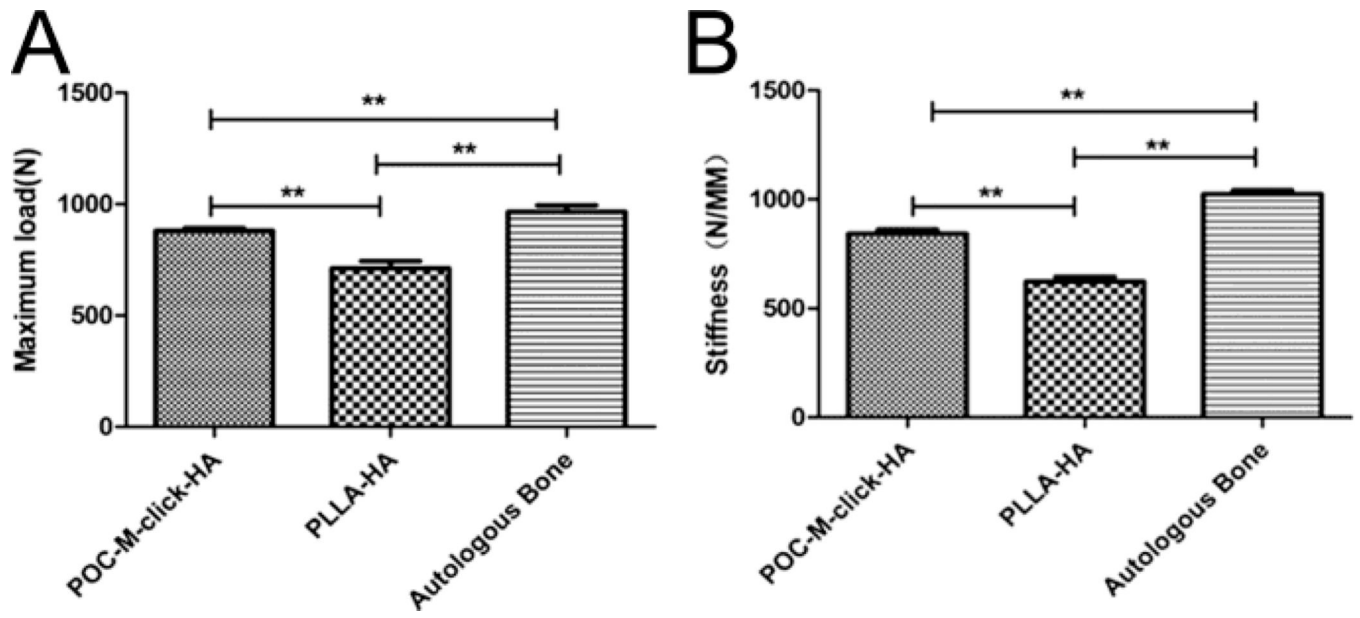 A
Maximum load(N)
1500
1000
500
0
**
**
**
POC-M-click-HA
PLLA-HA
Autologous Bone
B
Stiffness（N/MM）
1500
1000
500
0
**
**
**
POC-M-click-HA
PLLA-HA
Autologous Bone